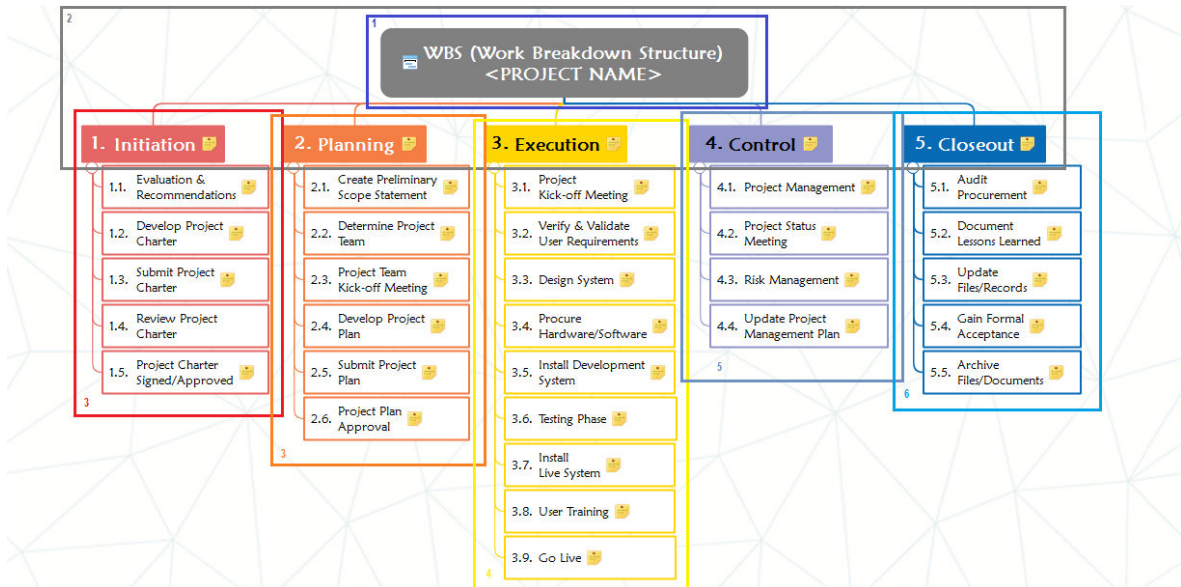 2
1
WBS (Work Breakdown Structure)
<PROJECT NAME>
1. Initiation
2. Planning
3. Execution
4. Control
5. Closeout
1.1. Evaluation &
Recommendations
1.2. Develop Project
Charter
1.3. Submit Project
Charter
1.4. Review Project
Charter
1.5. Project Charter
Signed/Approved
3
2.1. Create Preliminary
Scope Statement
2.2. Determine Project
Team
2.3. Project Team
Kick-off Meeting
2.4. Develop Project
Plan
2.5. Submit Project
Plan
2.6. Project Plan
Approval
3
3.1. Project
Kick-off Meeting
3.2. Verify & Validate
User Requirements
3.3. Design System
3.4. Procure
Hardware/Software
3.5. Install Development
System
3.6. Testing Phase
3.7. Install
Live System
3.8. User Training
3.9. Go Live
4
4.1. Project Management
4.2. Project Status
Meeting
4.3. Risk Management
4.4. Update Project
Management Plan
5
5.1. Audit
Procurement
5.2. Document
Lessons Learned
5.3. Update
Files/Records
5.4. Gain Formal
Acceptance
5.5. Archive
Files/Documents
6